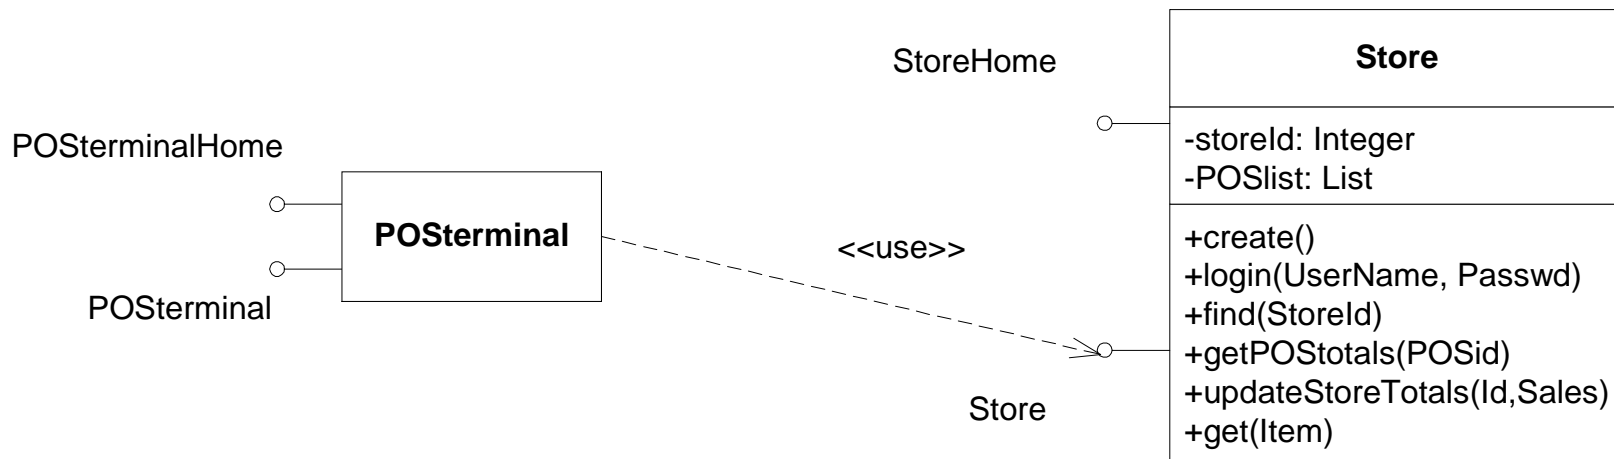 StoreHome
Store
POSterminalHome
-storeId: Integer
-POSlist: List
POSterminal
<<use>>
+create()
+login(UserName, Passwd)
+find(StoreId)
+getPOStotals(POSid)
+updateStoreTotals(Id,Sales)
+get(Item)
POSterminal
Store